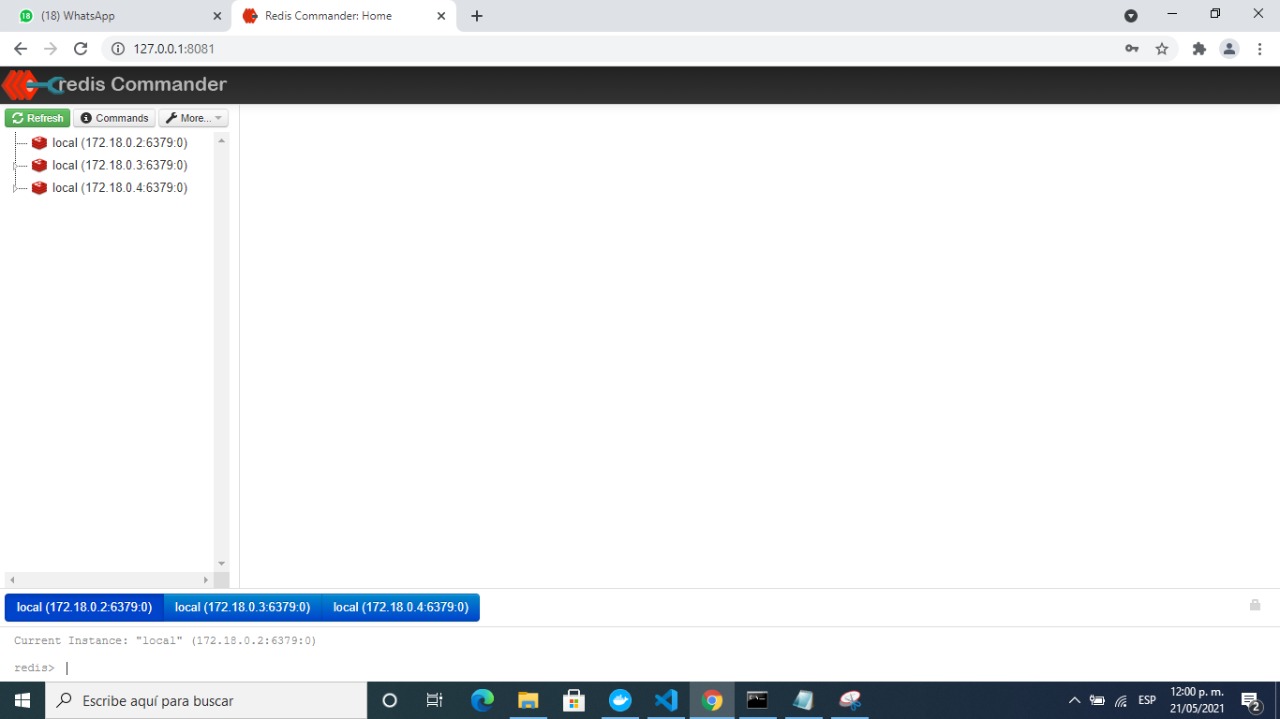 18 (18) WhatsApp
Redis Commander: Home
127.0.0.1:8081
redis Commander
Refresh Commands More...
local (172.18.0.2:6379:0)
local (172.18.0.3:6379:0)
local (172.18.0.4:6379:0)
local (172.18.0.2:6379:0) local (172.18.0.3:6379:0) local (172.18.0.4:6379:0)
Current Instance: "local" (172.18.0.2:6379:0)
redis>
Escribe aquí para buscar
ESP
12:00 p. m.
21/05/2021
2